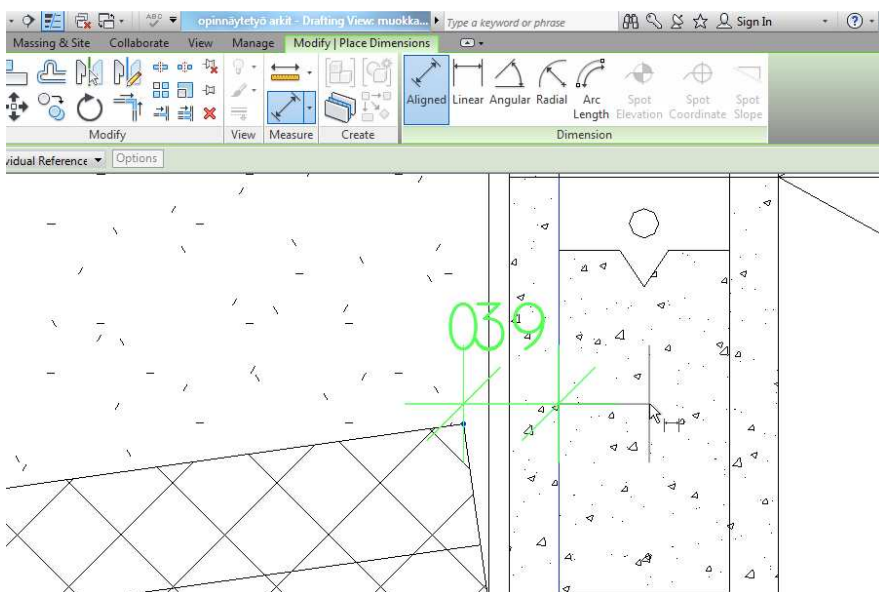 ABC opinnäytetyö arkit - Drafting View: muokka... Type a keyword or phrase Sign In ?
Massing & Site Collaborate View Manage Modify | Place Dimensions
Aligned Linear Angular Radial Arc Length Spot Elevation Spot Coordinate Spot Slope
Modify View Measure Create Dimension
vidual Reference Options
039